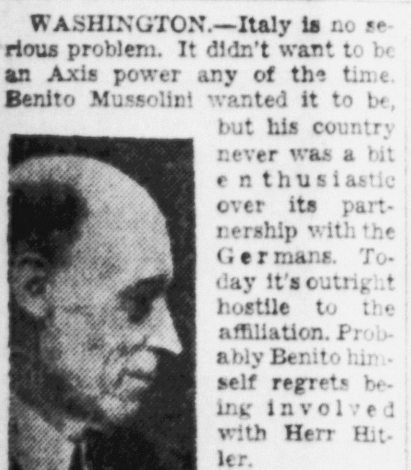 WASHINGTON.—Italy is no se-
rious problem. It didn't want to be
an Axis power any of the time.
Benito Mussolini wanted it to be,
but his country
never was a bit
enthusiastic
over its part-
nership with the
Germans. To-
day it's outright
hostile to the
affiliation. Prob-
ably Benito him-
self regrets be-
ing involved
with Herr Hit-
ler.